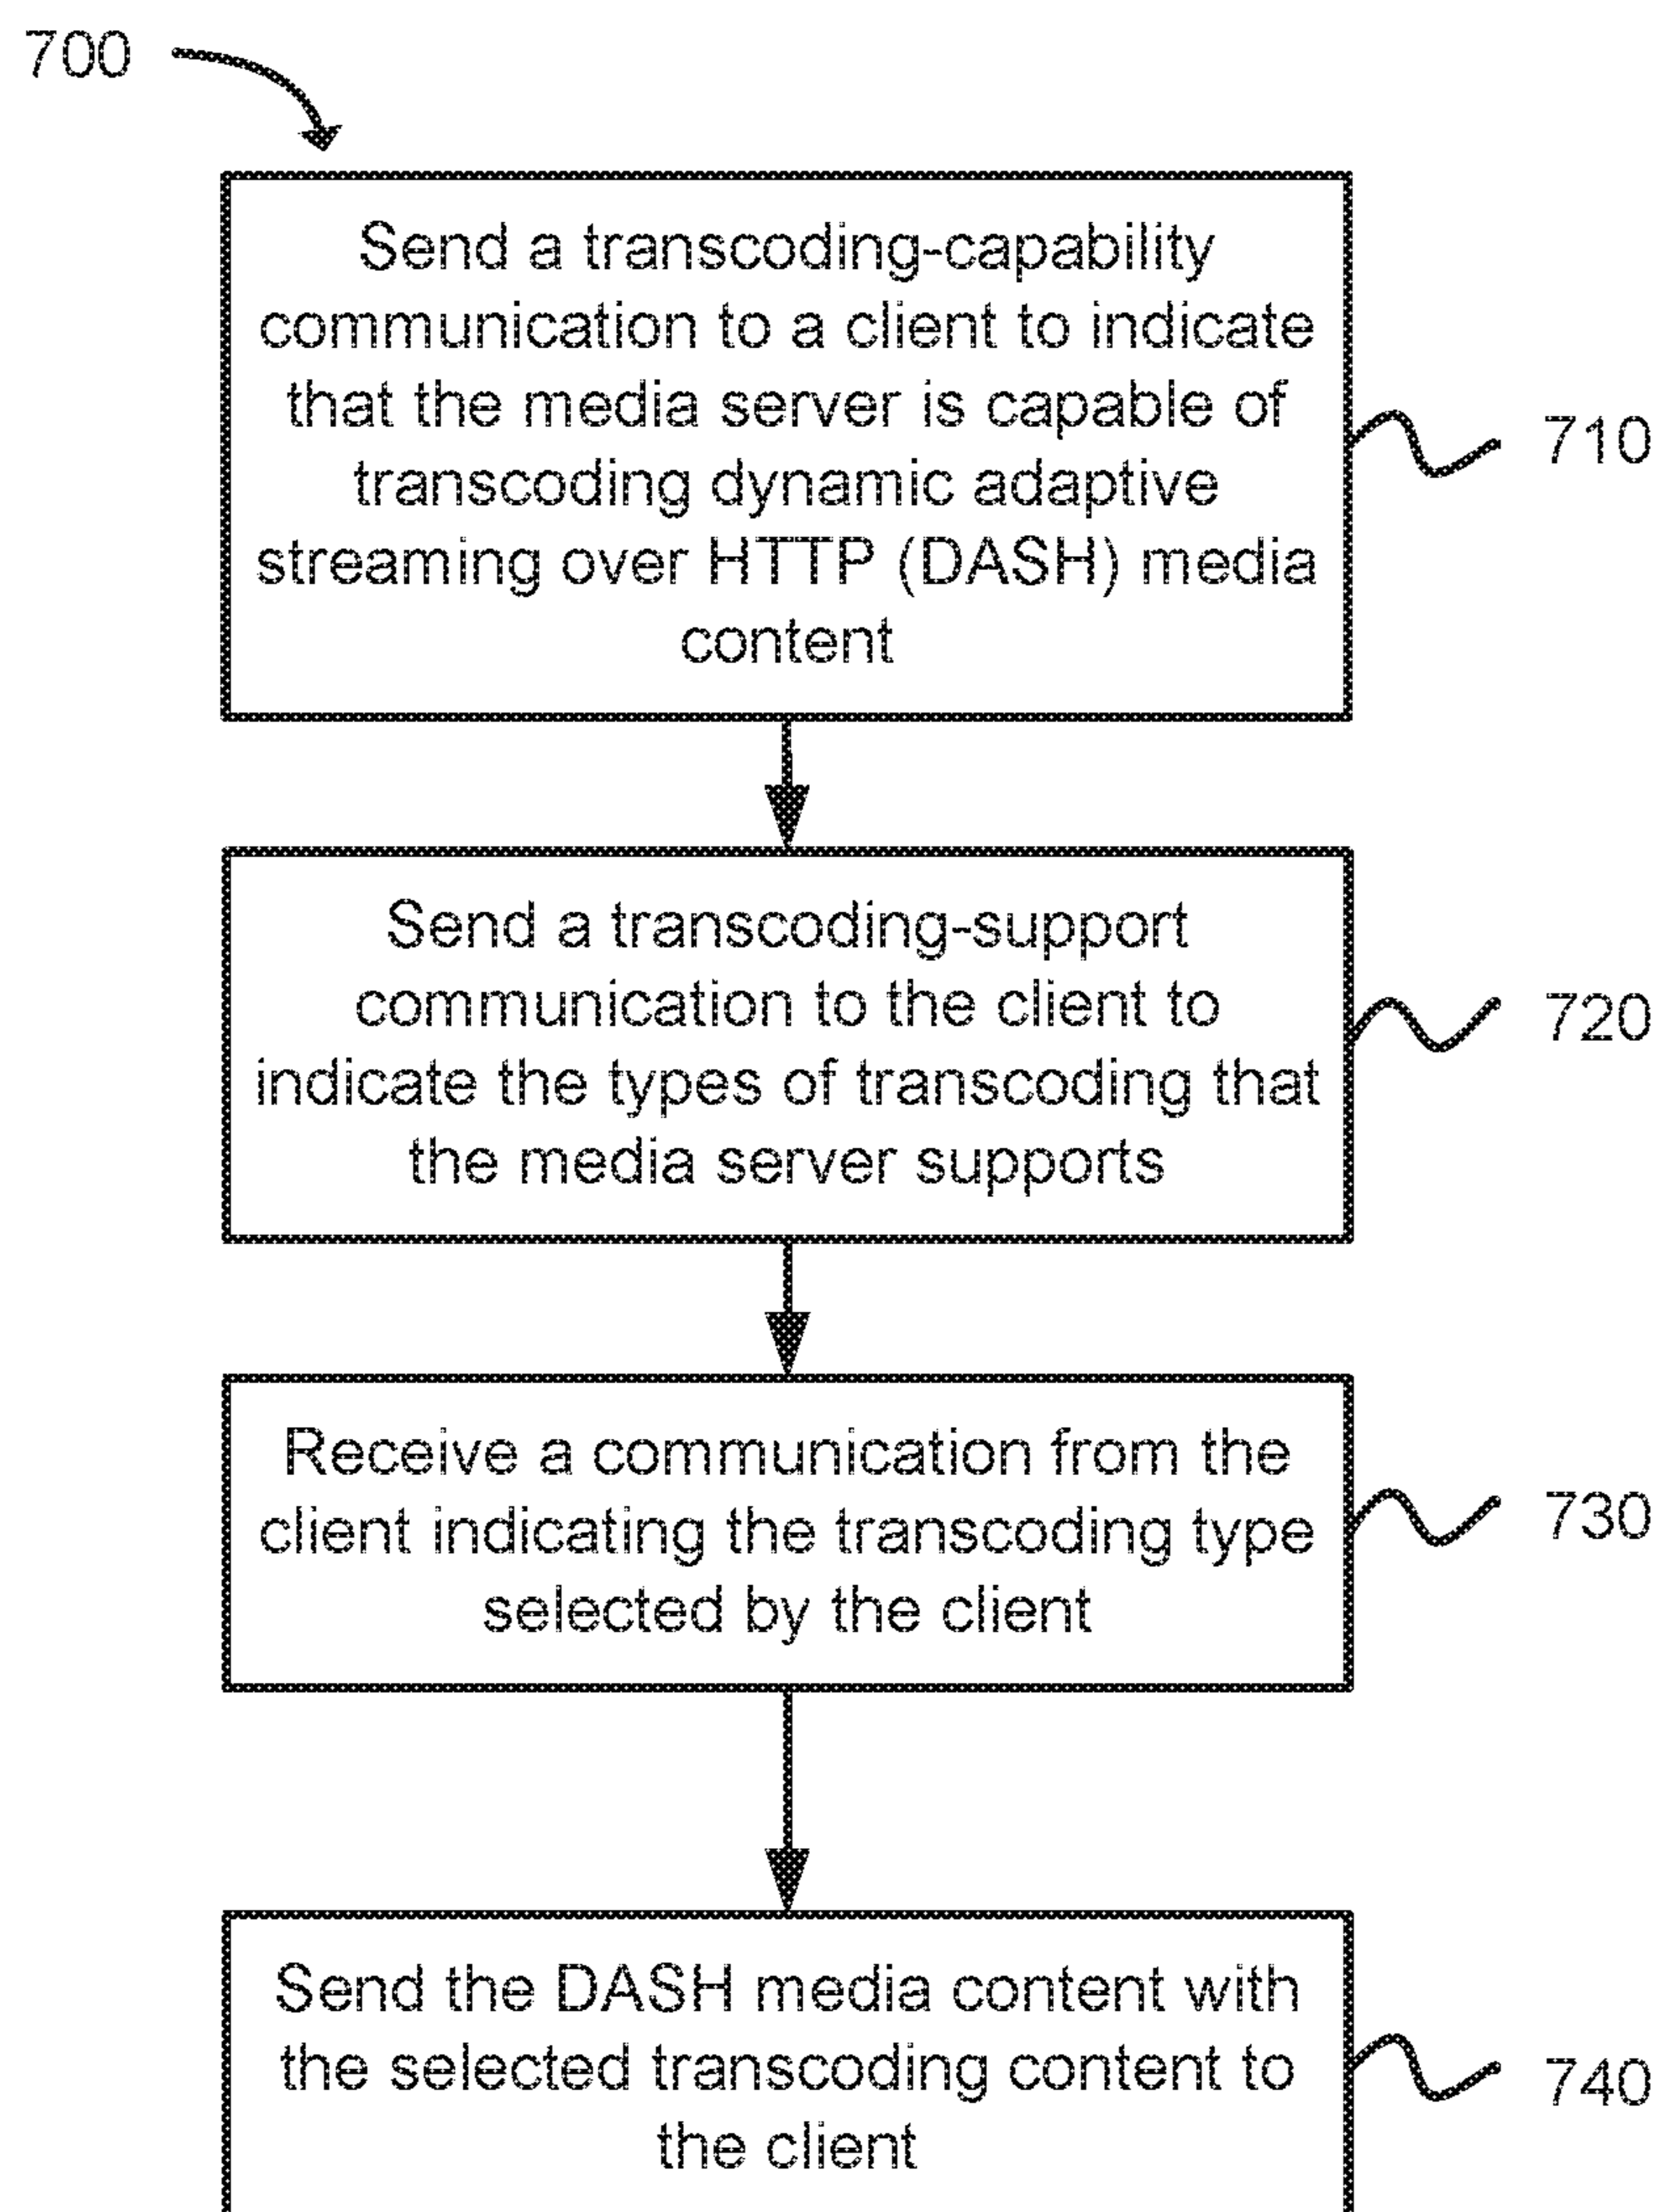 700
Send a transcoding-capability
communication to a client to indicate
that the media server is capable of
transcoding dynamic adaptive
streaming over HTTP (DASH) media
content
710
Send a transcoding-support
communication to the client to
indicate the types of transcoding that
the media server supports
720
Receive a communication from the
client indicating the transcoding type
selected by the client
730
Send the DASH media content with
the selected transcoding content to
the client
740